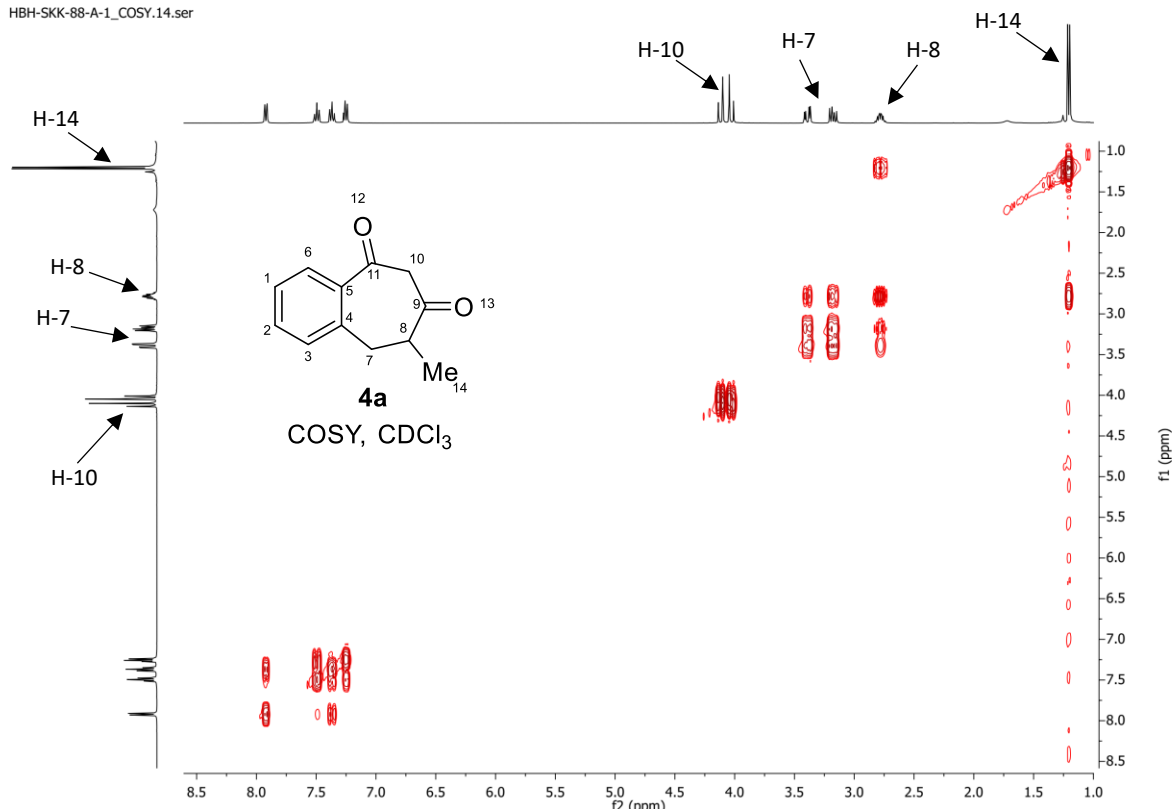 HBH-SKK-88-A-1_COSY.14.ser
H-10
H-7
H-8
H-14
H-14
H-8
H-7
H-10
12
O
6
10
1
11
5
9
O
13
4
8
2
3
7
Me
14
4a
COSY, CDCl3
1.0
1.5
2.0
2.5
3.0
3.5
4.0
4.5
5.0
5.5
6.0
6.5
7.0
7.5
8.0
8.5
f1 (ppm)
8.5 8.0 7.5 7.0 6.5 6.0 5.5 5.0 4.5 4.0 3.5 3.0 2.5 2.0 1.5 1.0
f2 (ppm)